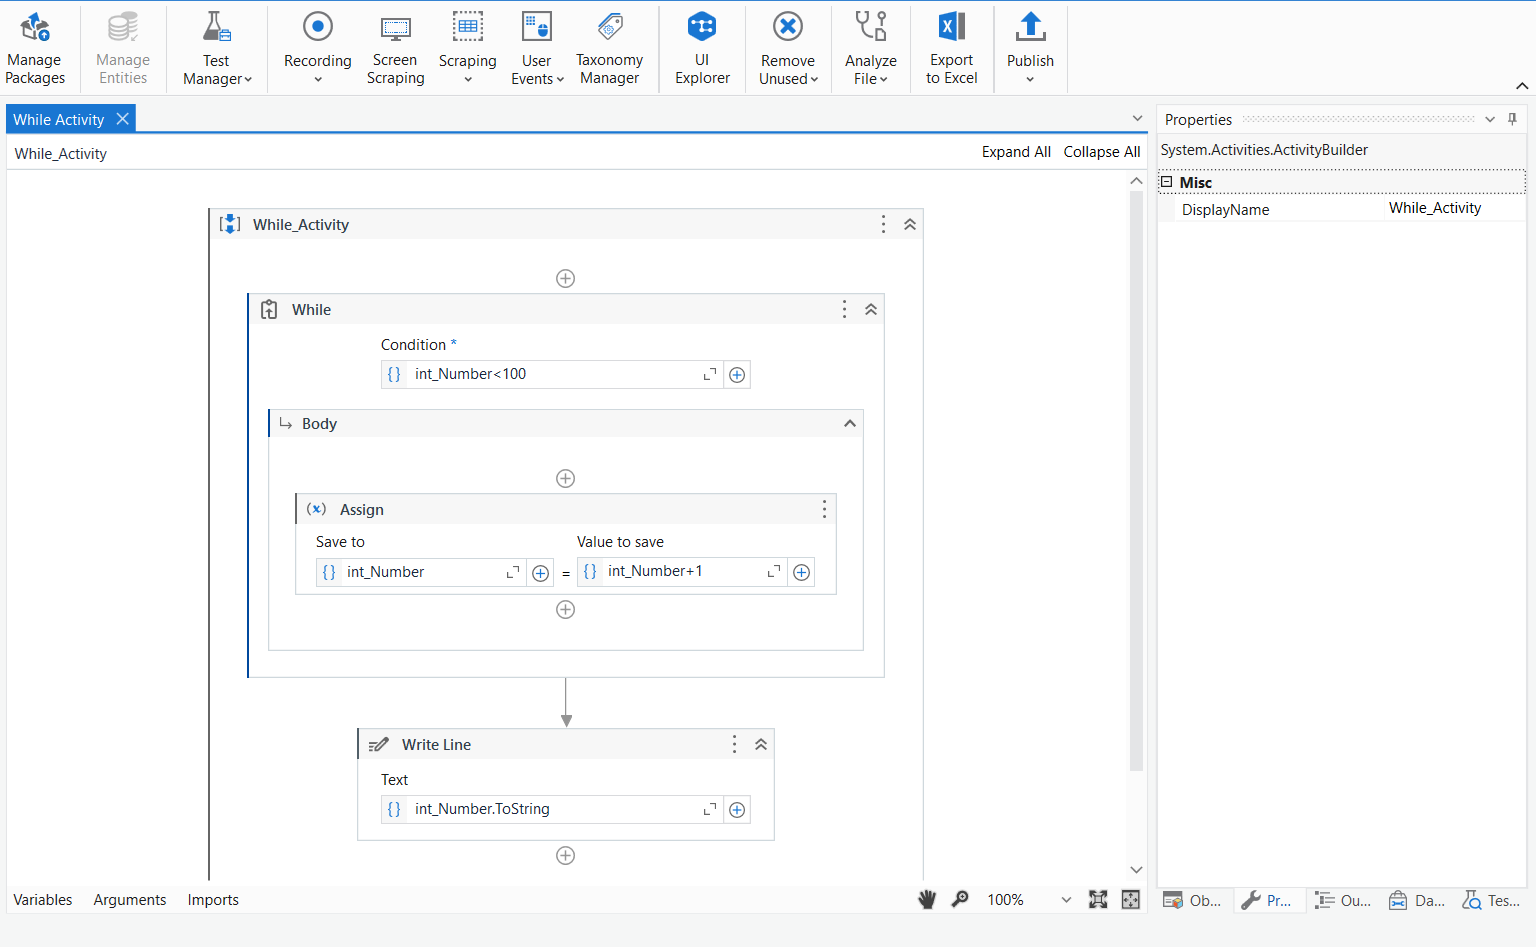 Manage Packages
Manage Entities
Test Manager
Recording
Screen Scraping
Scraping
User Events
Taxonomy Manager
UI Explorer
Remove Unused
Analyze File
Export to Excel
Publish
While Activity
While_Activity
Expand All Collapse All
While_Activity
While
Condition *
{} int_Number<100
Body
(x) Assign
Save to Value to save
{} int_Number = {} int_Number+1
Write Line
Text
{} int_Number.ToString
Variables Arguments Imports
100%
Properties
System.Activities.ActivityBuilder
Misc
DisplayName While_Activity
Ob... Pr... Ou... Da... Tes...